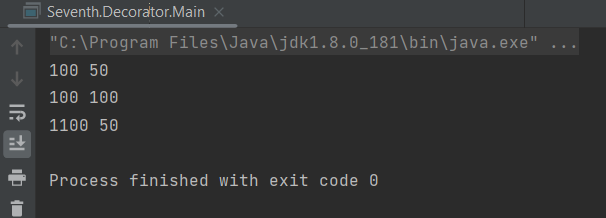 Seventh.Decorator.Main
"C:\Program Files\Java\jdk1.8.0_181\bin\java.exe" ...
100 50
100 100
1100 50
Process finished with exit code 0